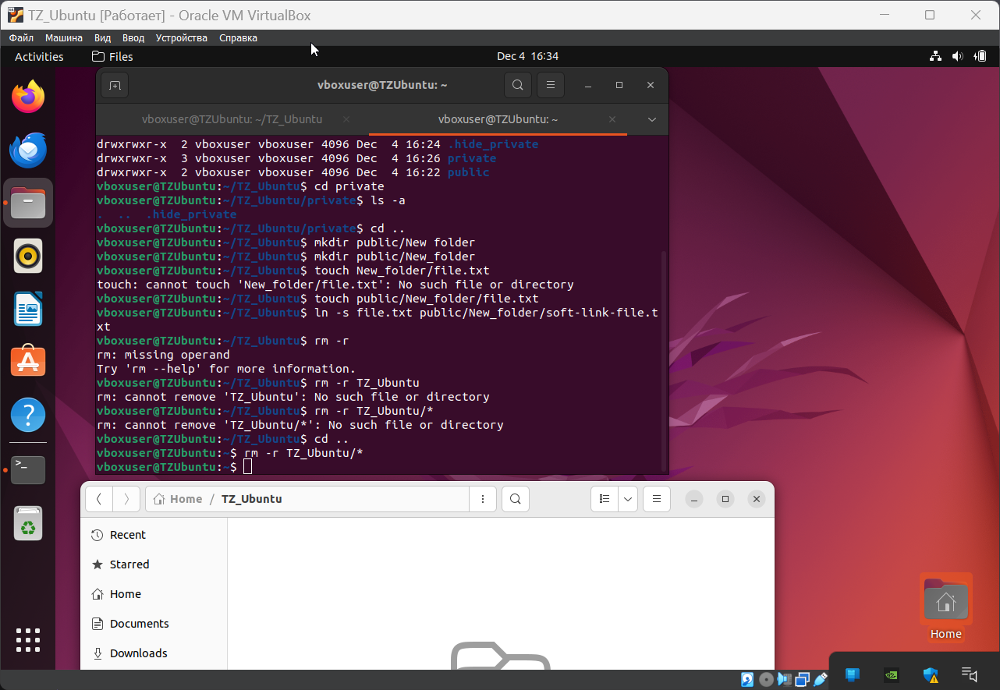 TZ_Ubuntu [Работает] - Oracle VM VirtualBox
Файл Машина Вид Ввод Устройства Справка
Activities Files Dec 4 16:34
vboxuser@TZUbuntu: ~
vboxuser@TZUbuntu: ~/TZ_Ubuntu vboxuser@TZUbuntu: ~
drwxrwxr-x  2 vboxuser vboxuser 4096 Dec  4 16:24 .hide_private
drwxrwxr-x  3 vboxuser vboxuser 4096 Dec  4 16:26 private
drwxrwxr-x  2 vboxuser vboxuser 4096 Dec  4 16:22 public
vboxuser@TZUbuntu:~/TZ_Ubuntu$ cd private
vboxuser@TZUbuntu:~/TZ_Ubuntu/private$ ls -a
.  ..  .hide_private
vboxuser@TZUbuntu:~/TZ_Ubuntu/private$ cd ..
vboxuser@TZUbuntu:~/TZ_Ubuntu$ mkdir public/New folder
vboxuser@TZUbuntu:~/TZ_Ubuntu$ mkdir public/New_folder
vboxuser@TZUbuntu:~/TZ_Ubuntu$ touch New_folder/file.txt
touch: cannot touch 'New_folder/file.txt': No such file or directory
vboxuser@TZUbuntu:~/TZ_Ubuntu$ touch public/New_folder/file.txt
vboxuser@TZUbuntu:~/TZ_Ubuntu$ ln -s file.txt public/New_folder/soft-link-file.t
xt
vboxuser@TZUbuntu:~/TZ_Ubuntu$ rm -r
rm: missing operand
Try 'rm --help' for more information.
vboxuser@TZUbuntu:~/TZ_Ubuntu$ rm -r TZ_Ubuntu
rm: cannot remove 'TZ_Ubuntu': No such file or directory
vboxuser@TZUbuntu:~/TZ_Ubuntu$ rm -r TZ_Ubuntu/*
rm: cannot remove 'TZ_Ubuntu/*': No such file or directory
vboxuser@TZUbuntu:~/TZ_Ubuntu$ cd ..
vboxuser@TZUbuntu:~$ rm -r TZ_Ubuntu/*
vboxuser@TZUbuntu:~$
Home / TZ_Ubuntu
Recent
Starred
Home
Documents
Downloads
Home